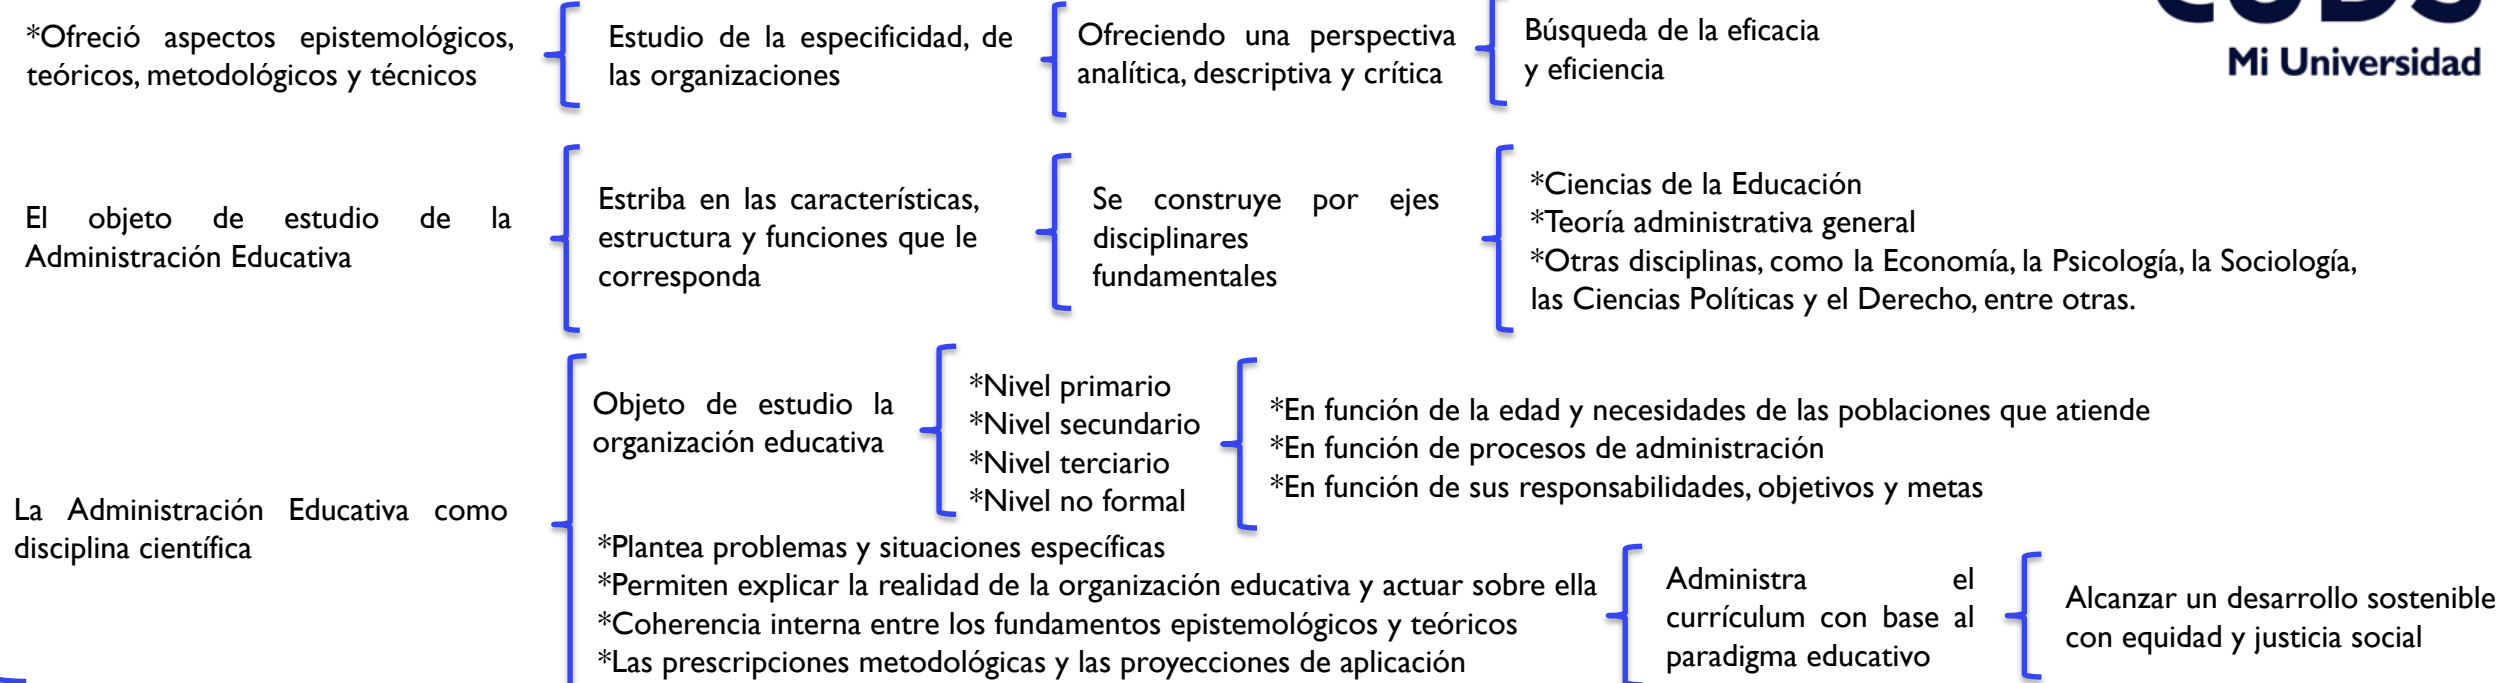 *Ofreció aspectos epistemológicos,
teóricos, metodológicos y técnicos
Estudio de la especificidad, de
las organizaciones
Ofreciendo una perspectiva
analítica, descriptiva y crítica
Búsqueda de la eficacia
y eficiencia
Mi Universidad
El objeto de estudio de la
Administración Educativa
Estriba en las características,
estructura y funciones que le
corresponda
Se construye por ejes
disciplinares
fundamentales
*Ciencias de la Educación
*Teoría administrativa general
*Otras disciplinas, como la Economía, la Psicología, la Sociología,
las Ciencias Políticas y el Derecho, entre otras.
La Administración Educativa como
disciplina científica
Objeto de estudio la
organización educativa
*Nivel primario
*Nivel secundario
*Nivel terciario
*Nivel no formal
*En función de la edad y necesidades de las poblaciones que atiende
*En función de procesos de administración
*En función de sus responsabilidades, objetivos y metas
*Plantea problemas y situaciones específicas
*Permiten explicar la realidad de la organización educativa y actuar sobre ella
*Coherencia interna entre los fundamentos epistemológicos y teóricos
*Las prescripciones metodológicas y las proyecciones de aplicación
Administra el
currículum con base al
paradigma educativo
Alcanzar un desarrollo sostenible
con equidad y justicia social